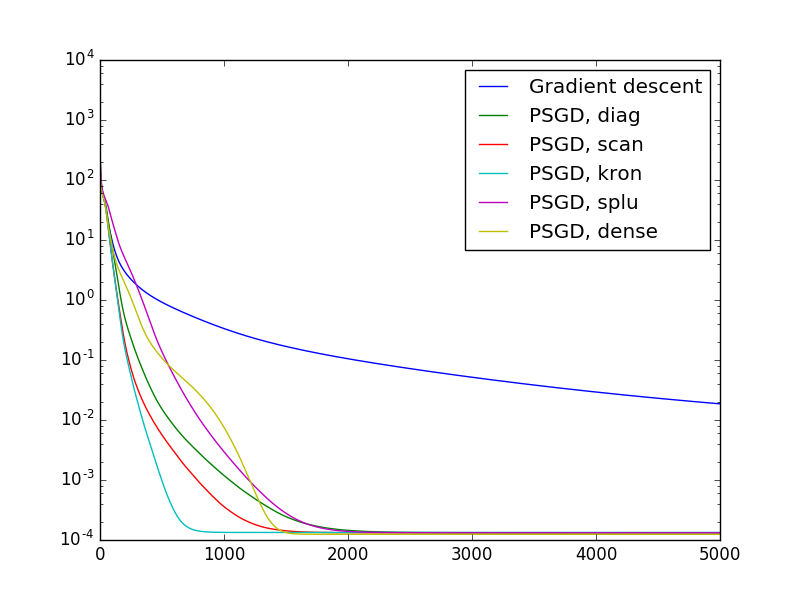 10^4
10^3
10^2
10^1
10^0
10^-1
10^-2
10^-3
10^-4
0 1000 2000 3000 4000 5000
Gradient descent
PSGD, diag
PSGD, scan
PSGD, kron
PSGD, splu
PSGD, dense